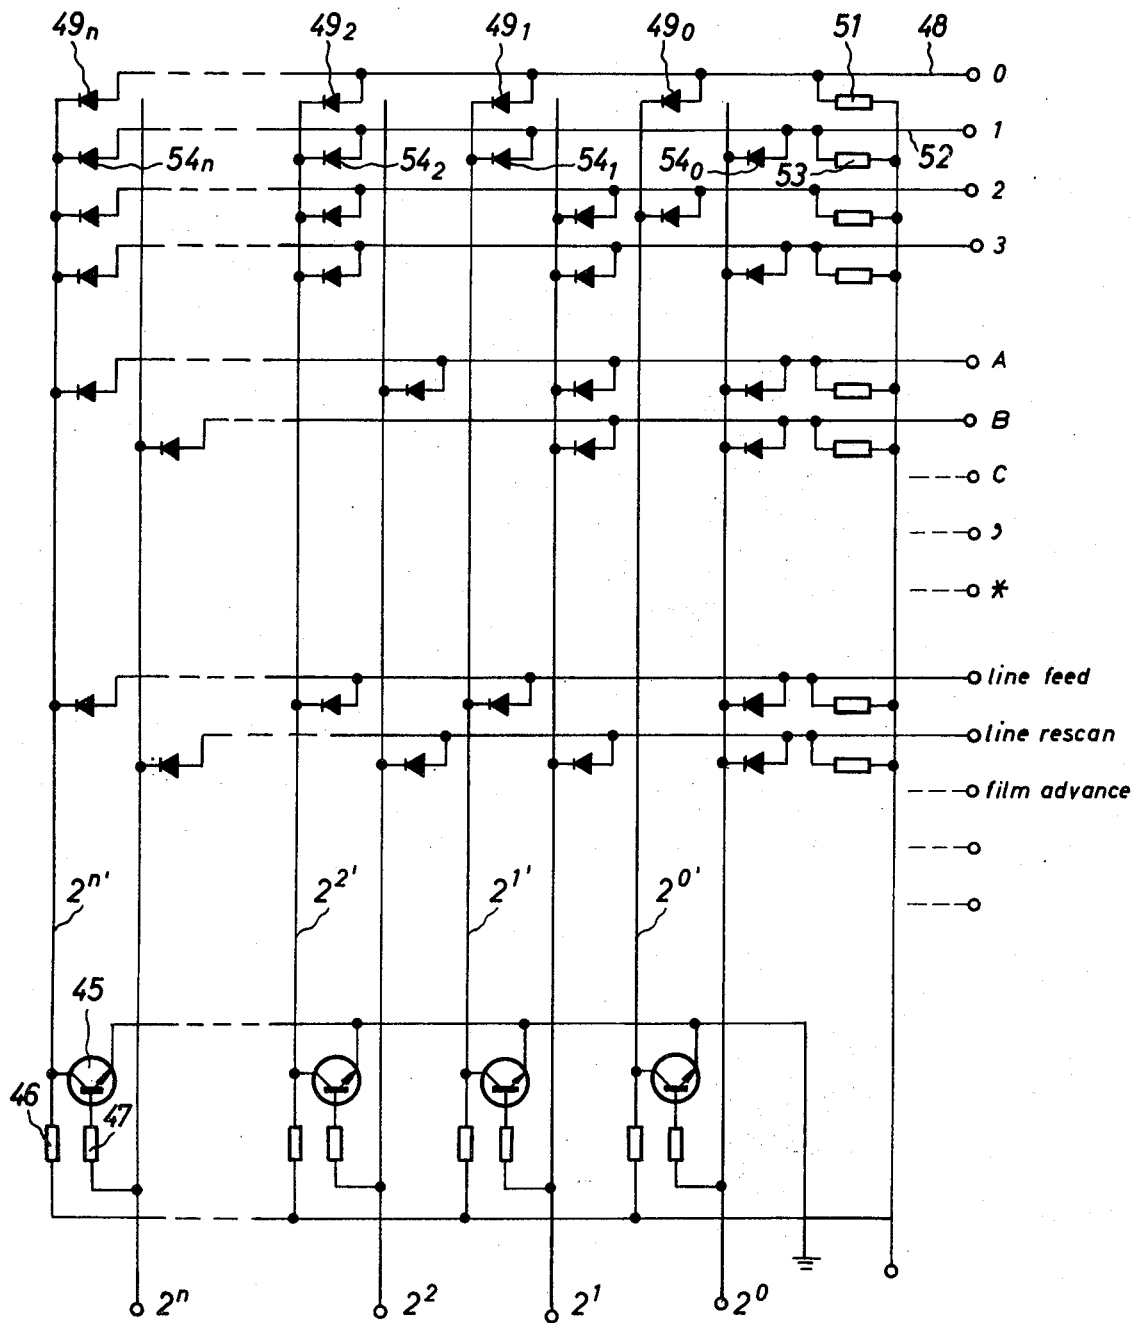 49n 492 491 490 51 48
0
1
54n 542 541 540 53 52
2
3
A
B
C
,
*
line feed
line rescan
film advance
2n' 22' 21' 20'
45
46 47
2n 22 21 20